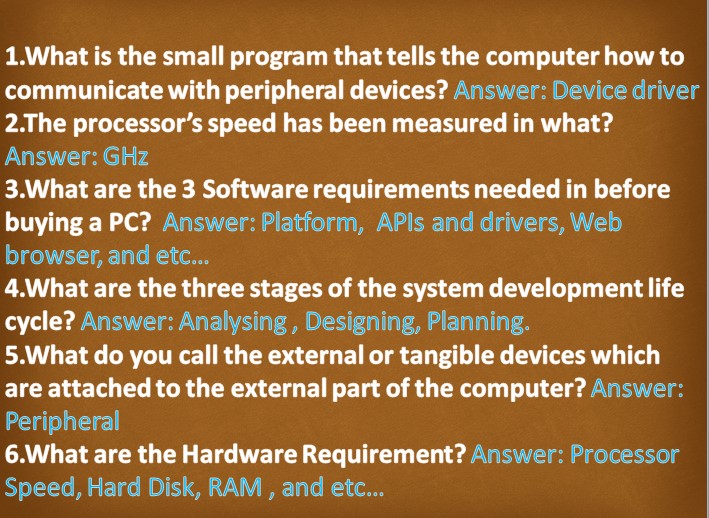 1.What is the small program that tells the computer how to
communicate with peripheral devices? Answer: Device driver
2.The processor’s speed has been measured in what?
Answer: GHz
3.What are the 3 Software requirements needed in before
buying a PC?  Answer: Platform,  APIs and drivers, Web
browser, and etc...
4.What are the three stages of the system development life
cycle? Answer: Analysing , Designing, Planning.
5.What do you call the external or tangible devices which
are attached to the external part of the computer? Answer:
Peripheral
6.What are the Hardware Requirement? Answer: Processor
Speed, Hard Disk, RAM , and etc...